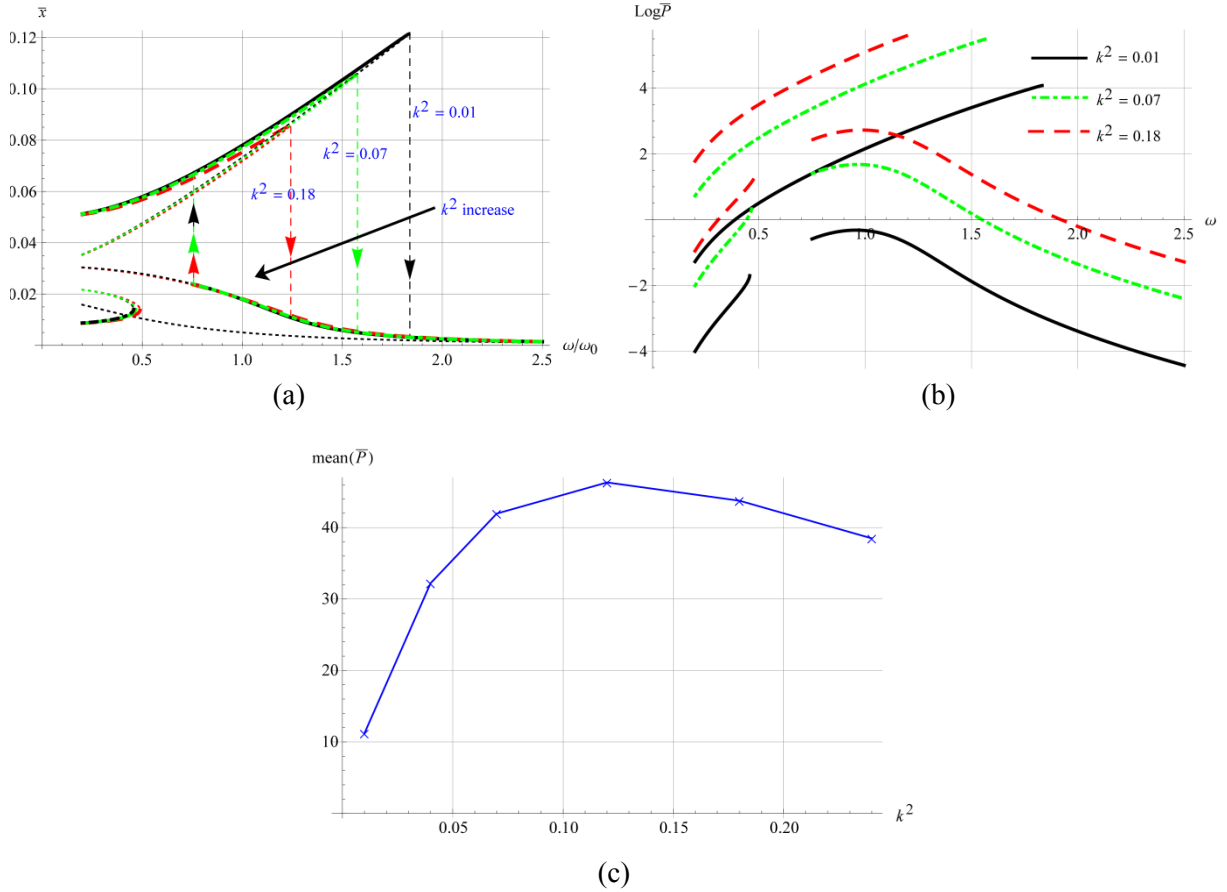 x̄
0.12
0.10
0.08
0.06
0.04
0.02
k² = 0.01
k² = 0.07
k² = 0.18
k² increase
0.5
1.0
1.5
2.0
2.5
ω/ω₀
(a)
LogP̄
4
2
−2
−4
0.5
1.0
1.5
2.0
2.5
ω
k² = 0.01
k² = 0.07
k² = 0.18
(b)
mean(P̄)
40
30
20
10
0.05
0.10
0.15
0.20
k²
(c)